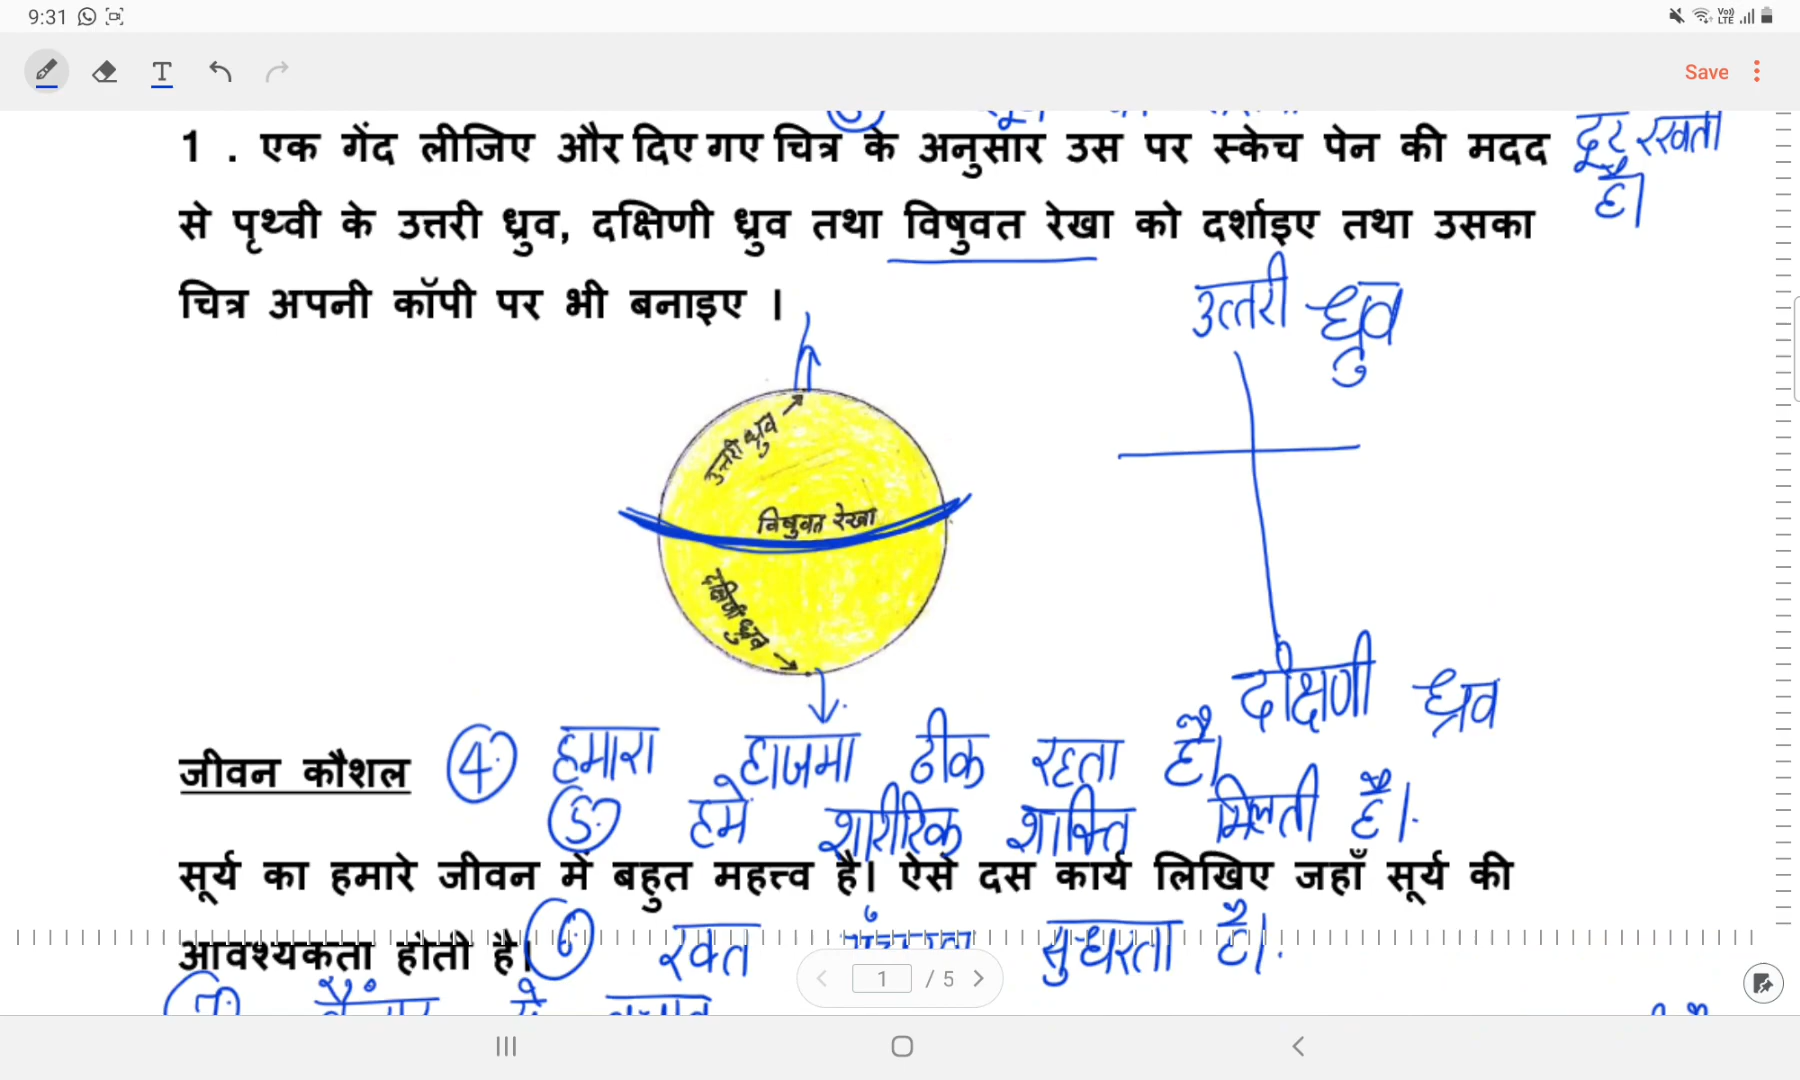 9:31
Save
1 . एक गेंद लीजिए और दिए गए चित्र के अनुसार उस पर स्केच पेन की मदद
दूर रखता
है।
से पृथ्वी के उत्तरी ध्रुव, दक्षिणी ध्रुव तथा विषुवत रेखा को दर्शाइए तथा उसका
चित्र अपनी कॉपी पर भी बनाइए ।
उत्तरी ध्रुव
उत्तरी ध्रुव
विषुवत रेखा
दक्षिणी ध्रुव
दक्षिणी ध्रव
जीवन कौशल
④ हमारा हाजमा ठीक रहता है।
⑤ हमे शारीरिक शक्ति मिलती है।
सूर्य का हमारे जीवन में बहुत महत्त्व है। ऐसे दस कार्य लिखिए जहाँ सूर्य की
आवश्यकता होती है।
⑥ रक्त सुधरता है।
1 / 5